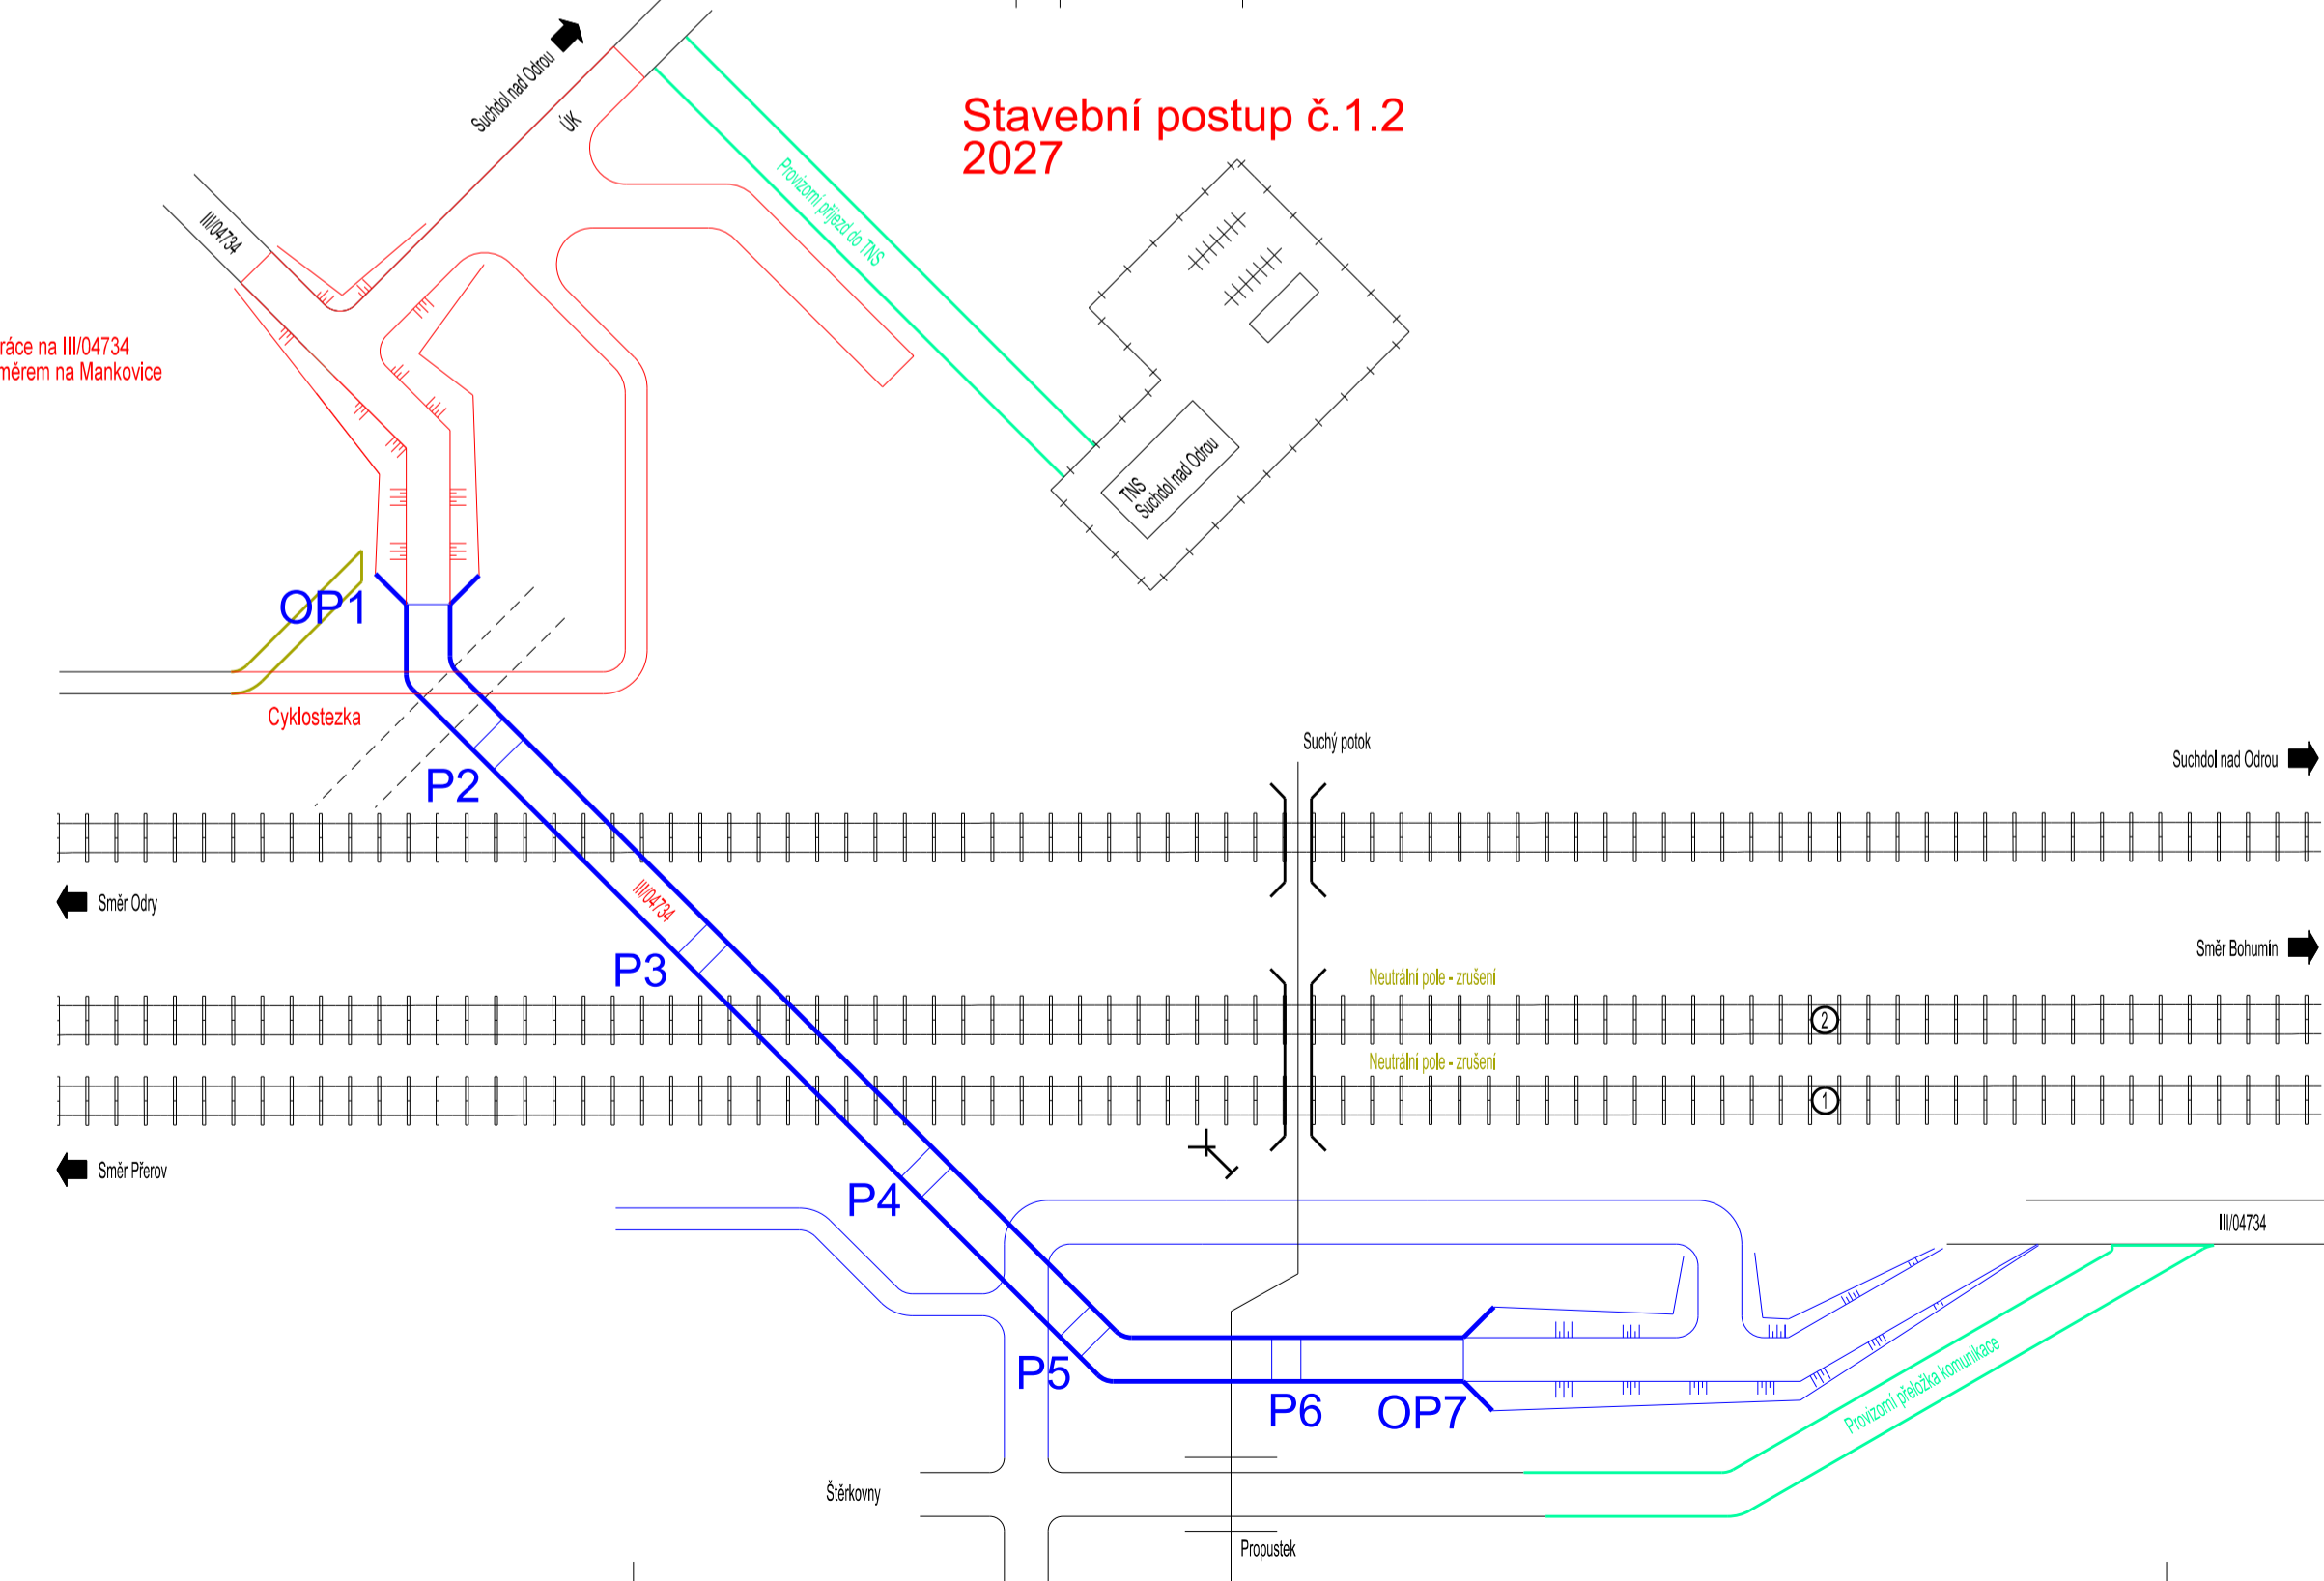 Suchdol nad Odrou
ÚK
Stavební postup č.1.2
2027
Provizorní příjezd do TNS
III/04734
ráce na III/04734
měrem na Mankovice
TNS
Suchdol nad Odrou
OP1
Cyklostezka
P2
Suchý potok
Suchdol nad Odrou
III/04734
Směr Odry
Směr Bohumín
P3
Neutrální pole - zrušení
2
Neutrální pole - zrušení
1
Směr Přerov
P4
III/04734
P5
P6
OP7
Provizorní přeložka komunikace
Štěrkovny
Propustek